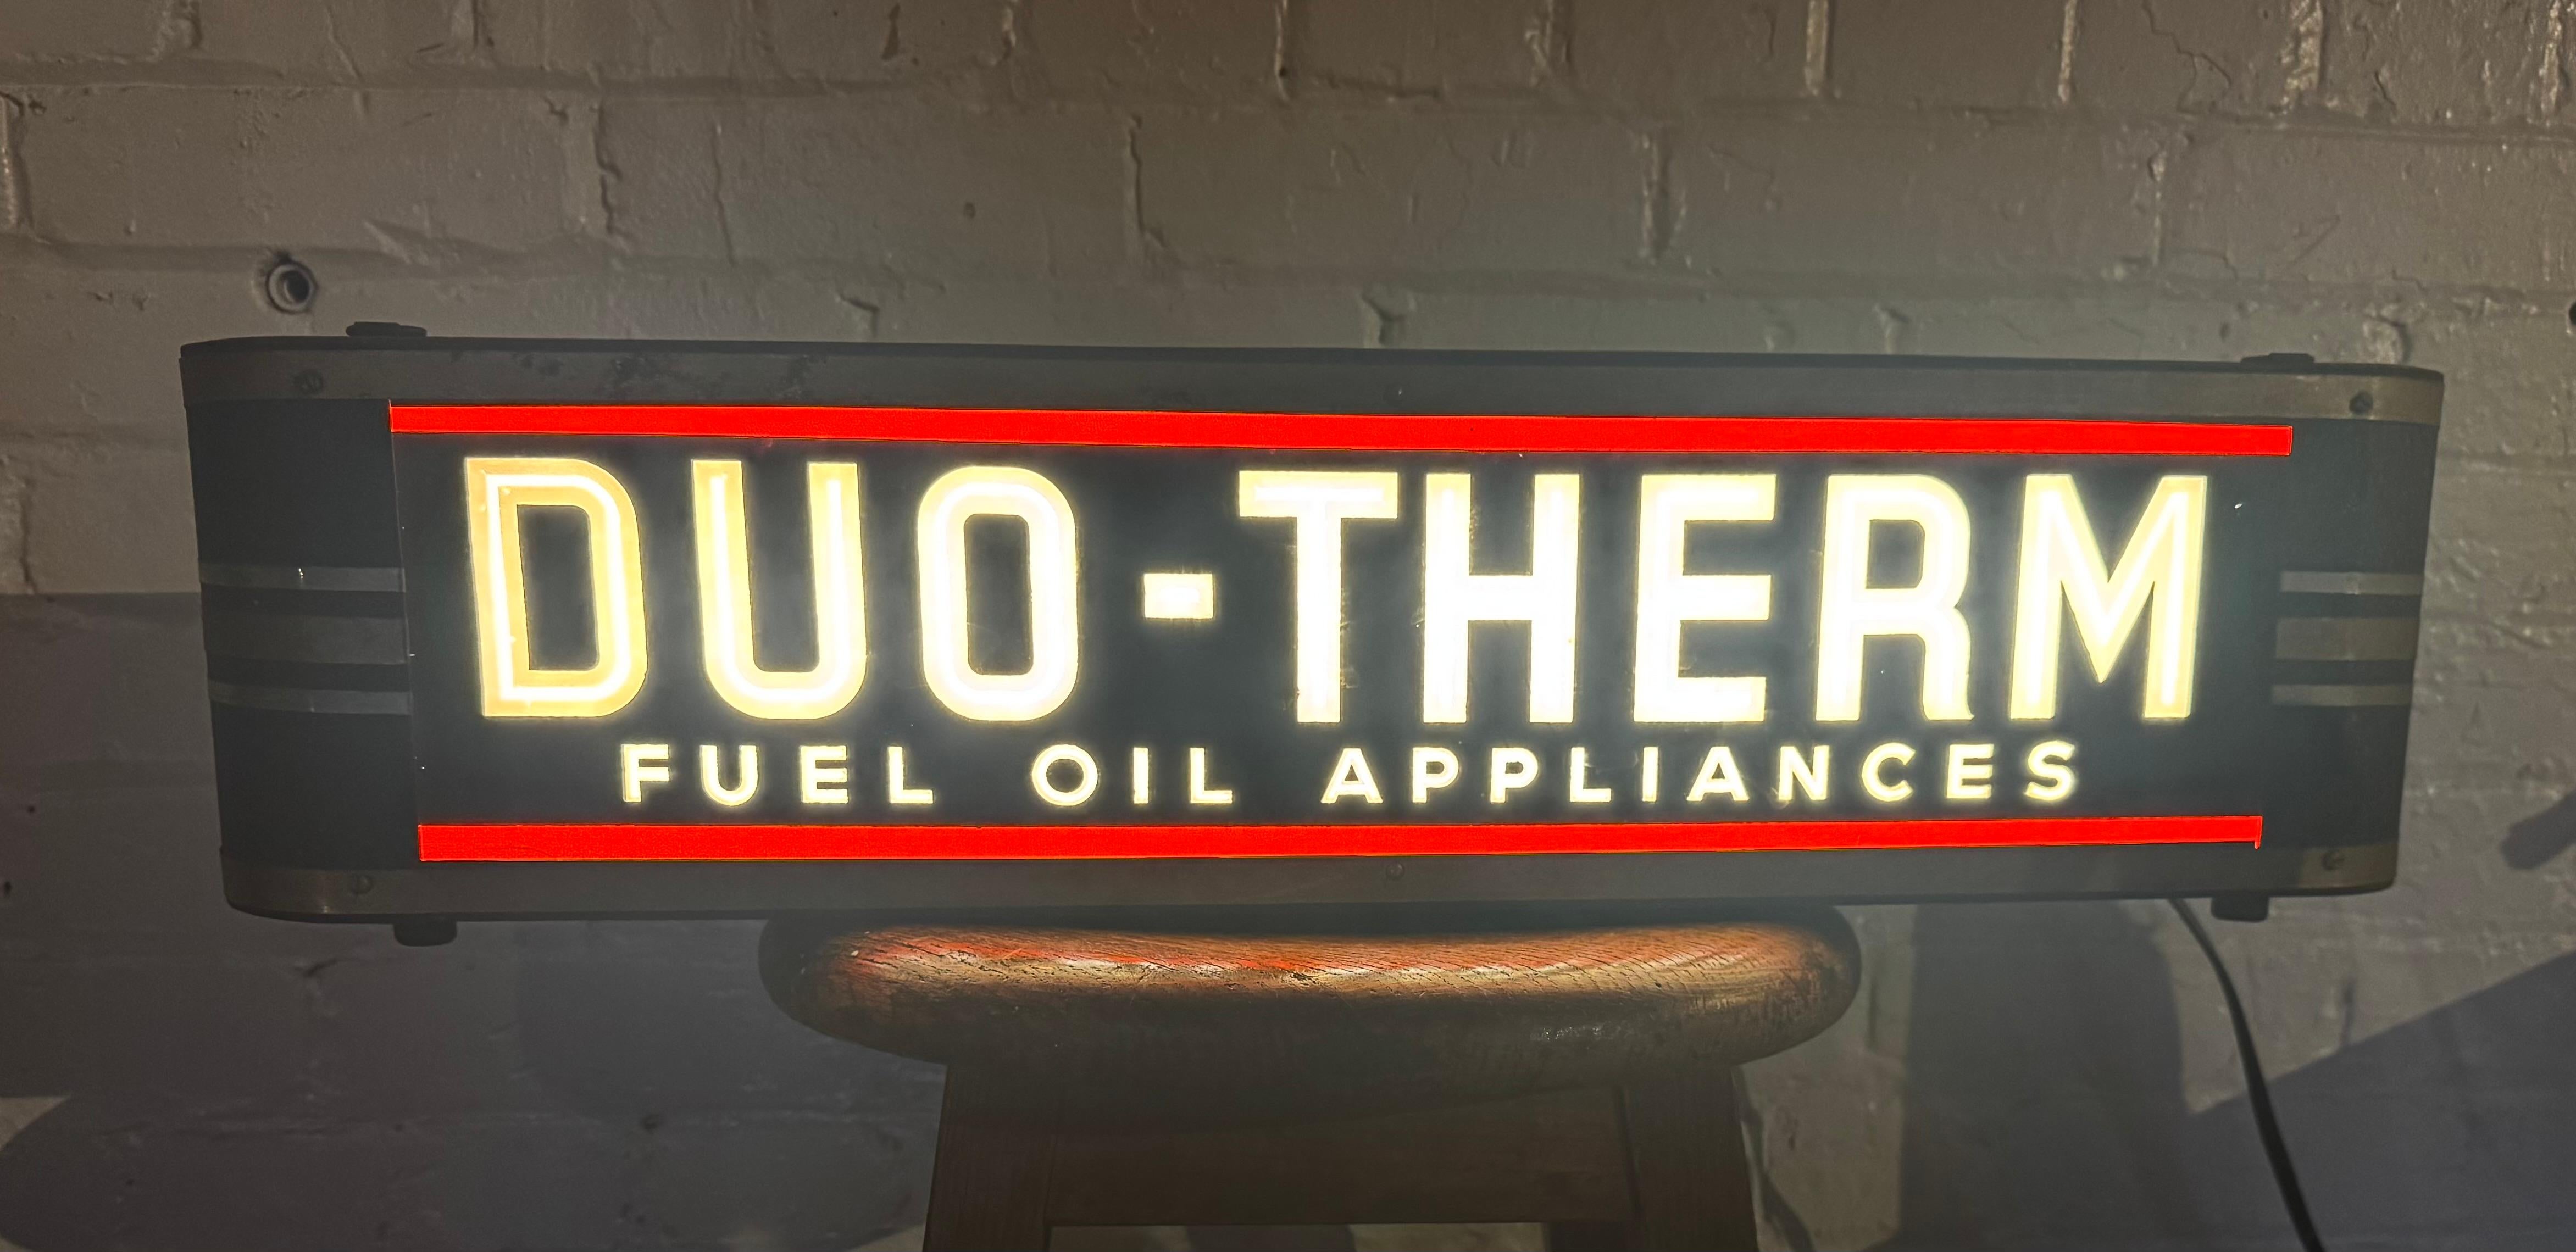 DUO-THERM
FUEL OIL APPLIANCES